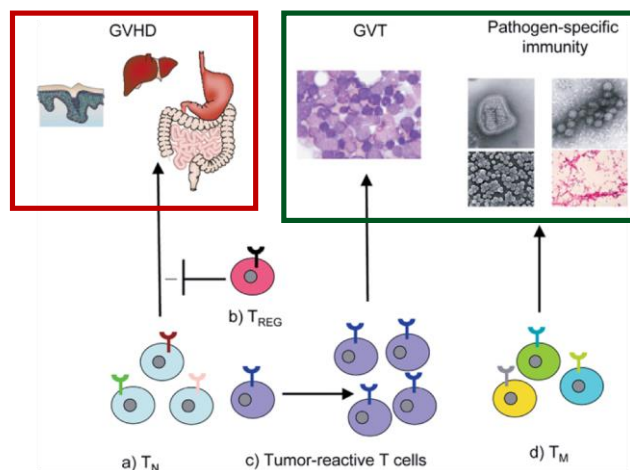 GVHD
GVT
Pathogen-specific
immunity
b) TREG
a) TN
c) Tumor-reactive T cells
d) TM